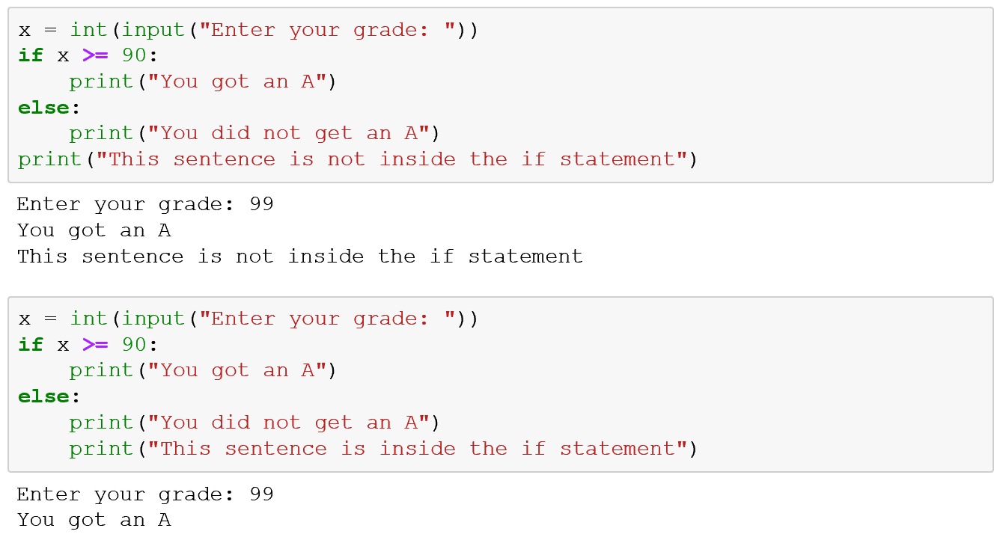 x = int(input("Enter your grade: "))
if x >= 90:
    print("You got an A")
else:
    print("You did not get an A")
print("This sentence is not inside the if statement")
Enter your grade: 99
You got an A
This sentence is not inside the if statement
x = int(input("Enter your grade: "))
if x >= 90:
    print("You got an A")
else:
    print("You did not get an A")
    print("This sentence is inside the if statement")
Enter your grade: 99
You got an A